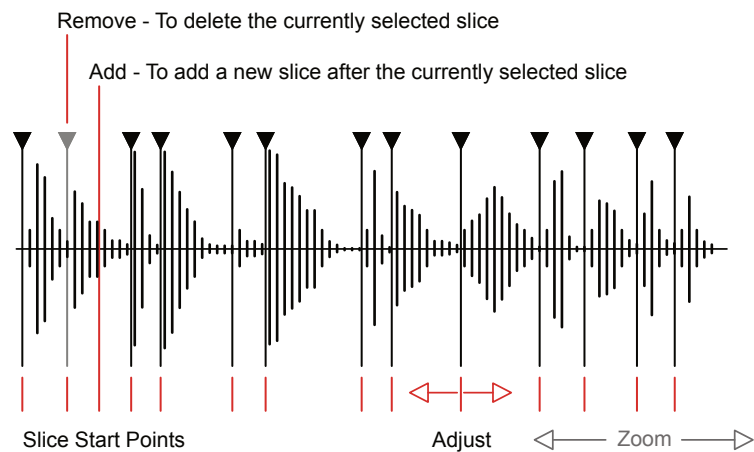 Remove - To delete the currently selected slice
Add - To add a new slice after the currently selected slice
Slice Start Points
Adjust
Zoom